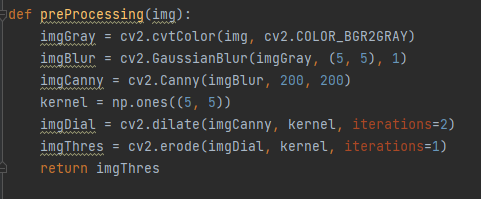 def preProcessing(img):
    imgGray = cv2.cvtColor(img, cv2.COLOR_BGR2GRAY)
    imgBlur = cv2.GaussianBlur(imgGray, (5, 5), 1)
    imgCanny = cv2.Canny(imgBlur, 200, 200)
    kernel = np.ones((5, 5))
    imgDial = cv2.dilate(imgCanny, kernel, iterations=2)
    imgThres = cv2.erode(imgDial, kernel, iterations=1)
    return imgThres